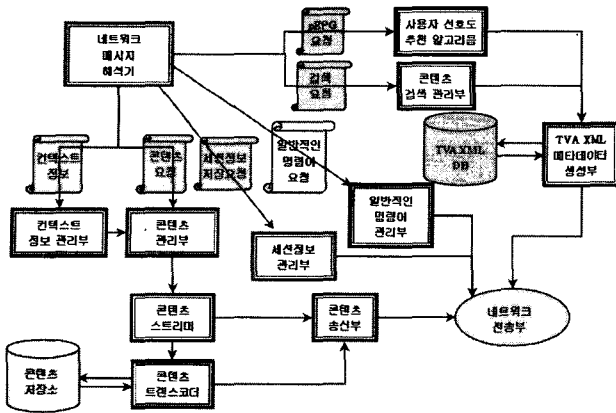 네트워크
메시지
해석기
pEPG
요청
사용자 선호도
추천 알고리즘
검색
요청
콘텐츠
검색 관리부
컨텍스트
정보
콘텐츠
요청
세션정보
저장요청
일반적인
명령어
요청
TVA XML
DB
TVA XML
메타데이터
생성부
컨텍스트
정보 관리부
콘텐츠
관리부
세션정보
관리부
일반적인
명령어
관리부
콘텐츠
스트리머
콘텐츠
송신부
네트워크
전송부
콘텐츠
저장소
콘텐츠
트랜스코더